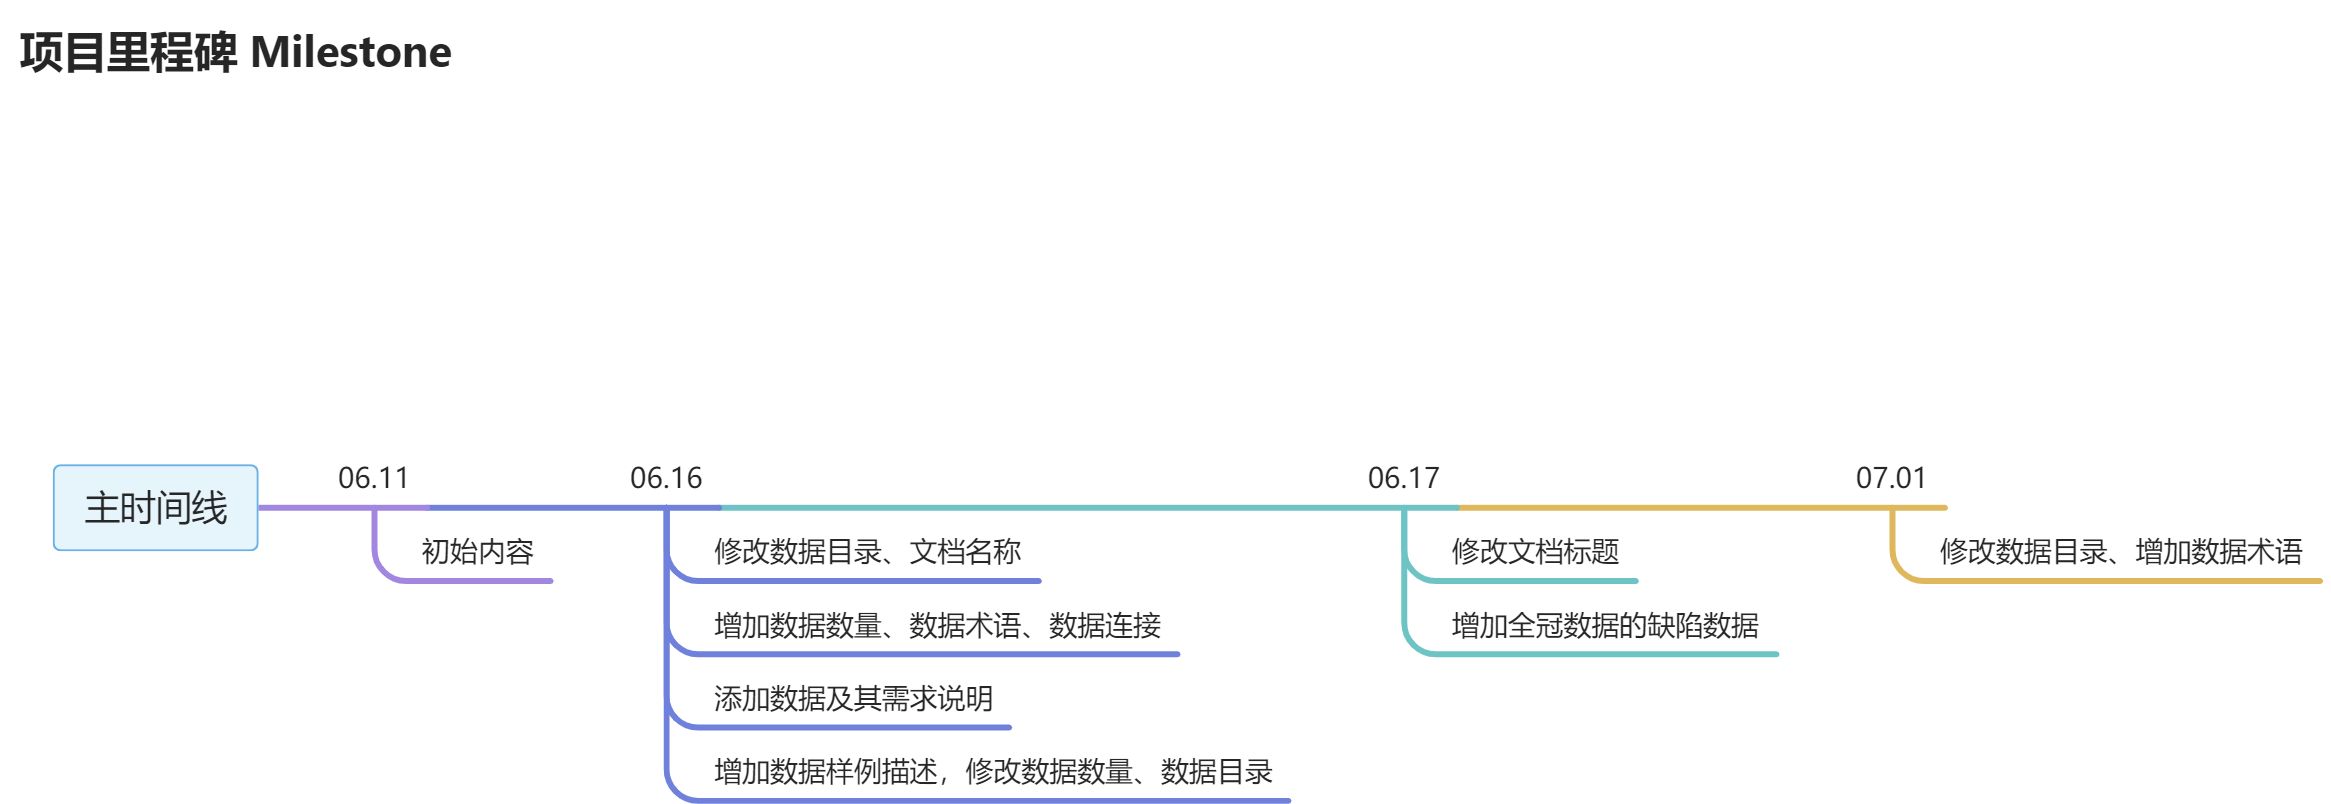 项目里程碑 Milestone
主时间线
06.11
初始内容
06.16
修改数据目录、文档名称
增加数据数量、数据术语、数据连接
添加数据及其需求说明
增加数据样例描述，修改数据数量、数据目录
06.17
修改文档标题
增加全冠数据的缺陷数据
07.01
修改数据目录、增加数据术语